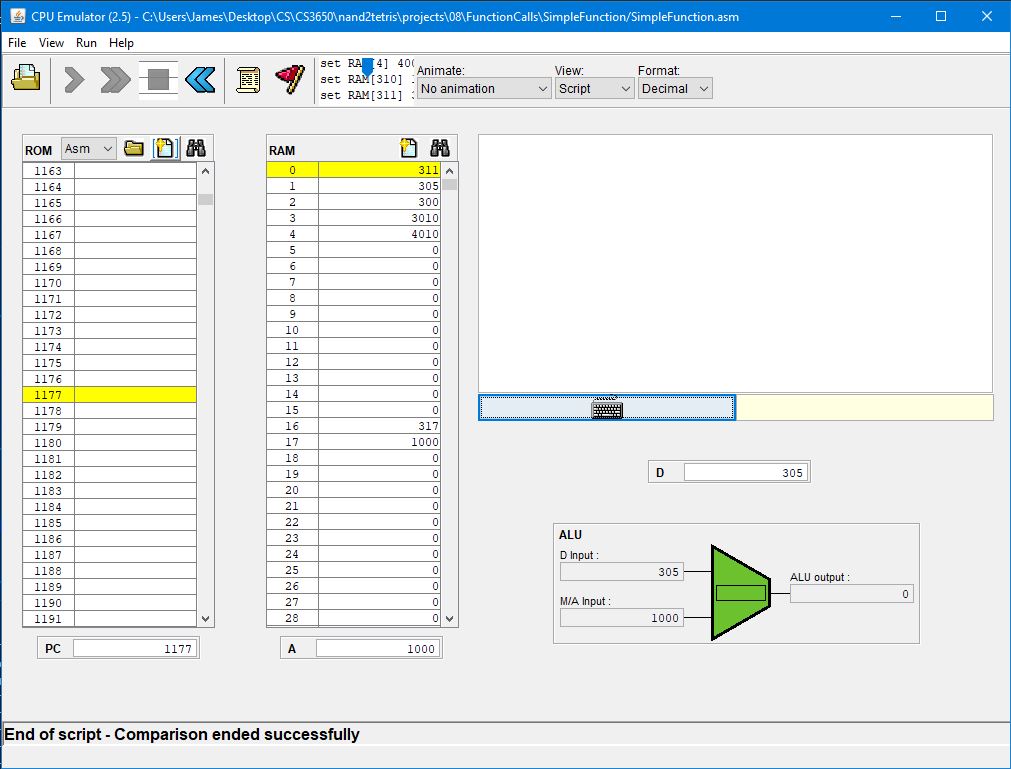 CPU Emulator (2.5) - C:\Users\James\Desktop\CS\CS3650\nand2tetris\projects\08\FunctionCalls\SimpleFunction/SimpleFunction.asm
File View Run Help
set RAM[4] 400
set RAM[310]
set RAM[311]
Animate:
No animation
View:
Script
Format:
Decimal
ROM Asm
1163
1164
1165
1166
1167
1168
1169
1170
1171
1172
1173
1174
1175
1176
1177
1178
1179
1180
1181
1182
1183
1184
1185
1186
1187
1188
1189
1190
1191
PC 1177
RAM
0 311
1 305
2 300
3 3010
4 4010
5 0
6 0
7 0
8 0
9 0
10 0
11 0
12 0
13 0
14 0
15 0
16 317
17 1000
18 0
19 0
20 0
21 0
22 0
23 0
24 0
25 0
26 0
27 0
28 0
A 1000
D 305
ALU
D Input :
305
M/A Input :
1000
ALU output :
0
End of script - Comparison ended successfully